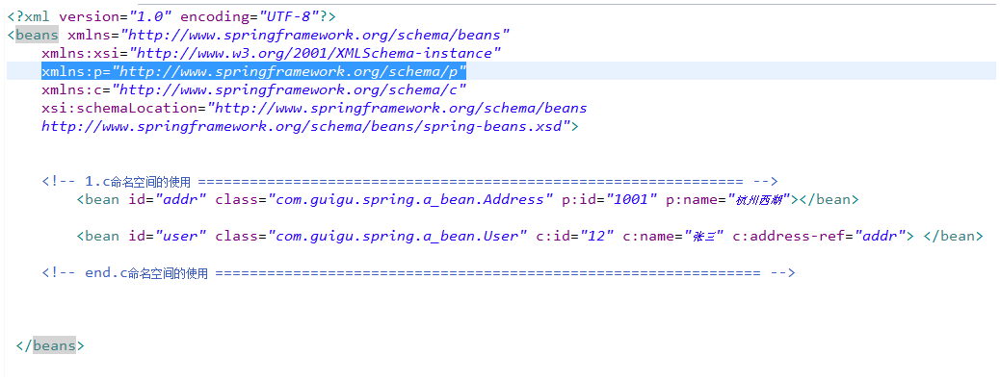 <?xml version="1.0" encoding="UTF-8"?>
<beans xmlns="http://www.springframework.org/schema/beans"
xmlns:xsi="http://www.w3.org/2001/XMLSchema-instance"
xmlns:p="http://www.springframework.org/schema/p"
xmlns:c="http://www.springframework.org/schema/c"
xsi:schemaLocation="http://www.springframework.org/schema/beans
http://www.springframework.org/schema/beans/spring-beans.xsd">
<!-- 1.c命名空间的使用 =============================================================== -->
<bean id="addr" class="com.guigu.spring.a_bean.Address" p:id="1001" p:name="杭州西湖"></bean>
<bean id="user" class="com.guigu.spring.a_bean.User" c:id="12" c:name="张三" c:address-ref="addr"> </bean>
<!-- end.c命名空间的使用 =============================================================== -->
</beans>